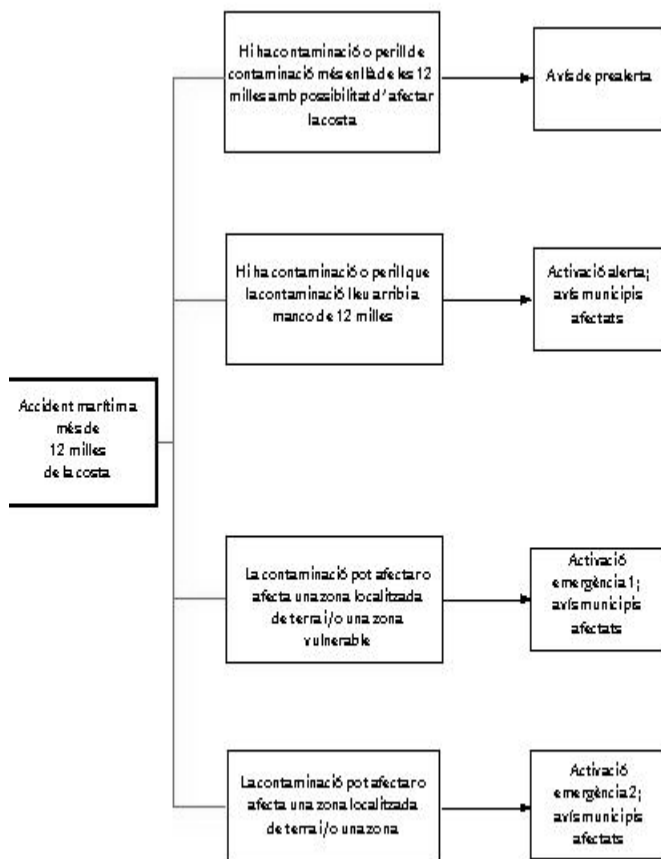 Hi ha contaminació o perill de
contaminació més enllà de les 12
milles amb possibilitat d'afectar
la costa
Avís de prealerta
Hi ha contaminació o perill que
la contaminació lleu arribi a
manco de 12 milles
Activació alerta;
avís municipis
afectats
Accident marítim a
més de
12 milles
de la costa
La contaminació pot afectar o
afecta una zona localitzada
de terra i/o una zona
vulnerable
Activació
emergència 1;
avís municipis
afectats
La contaminació pot afectar o
afecta una zona localitzada
de terra i/o una zona
Activació
emergència 2;
avís municipis
afectats